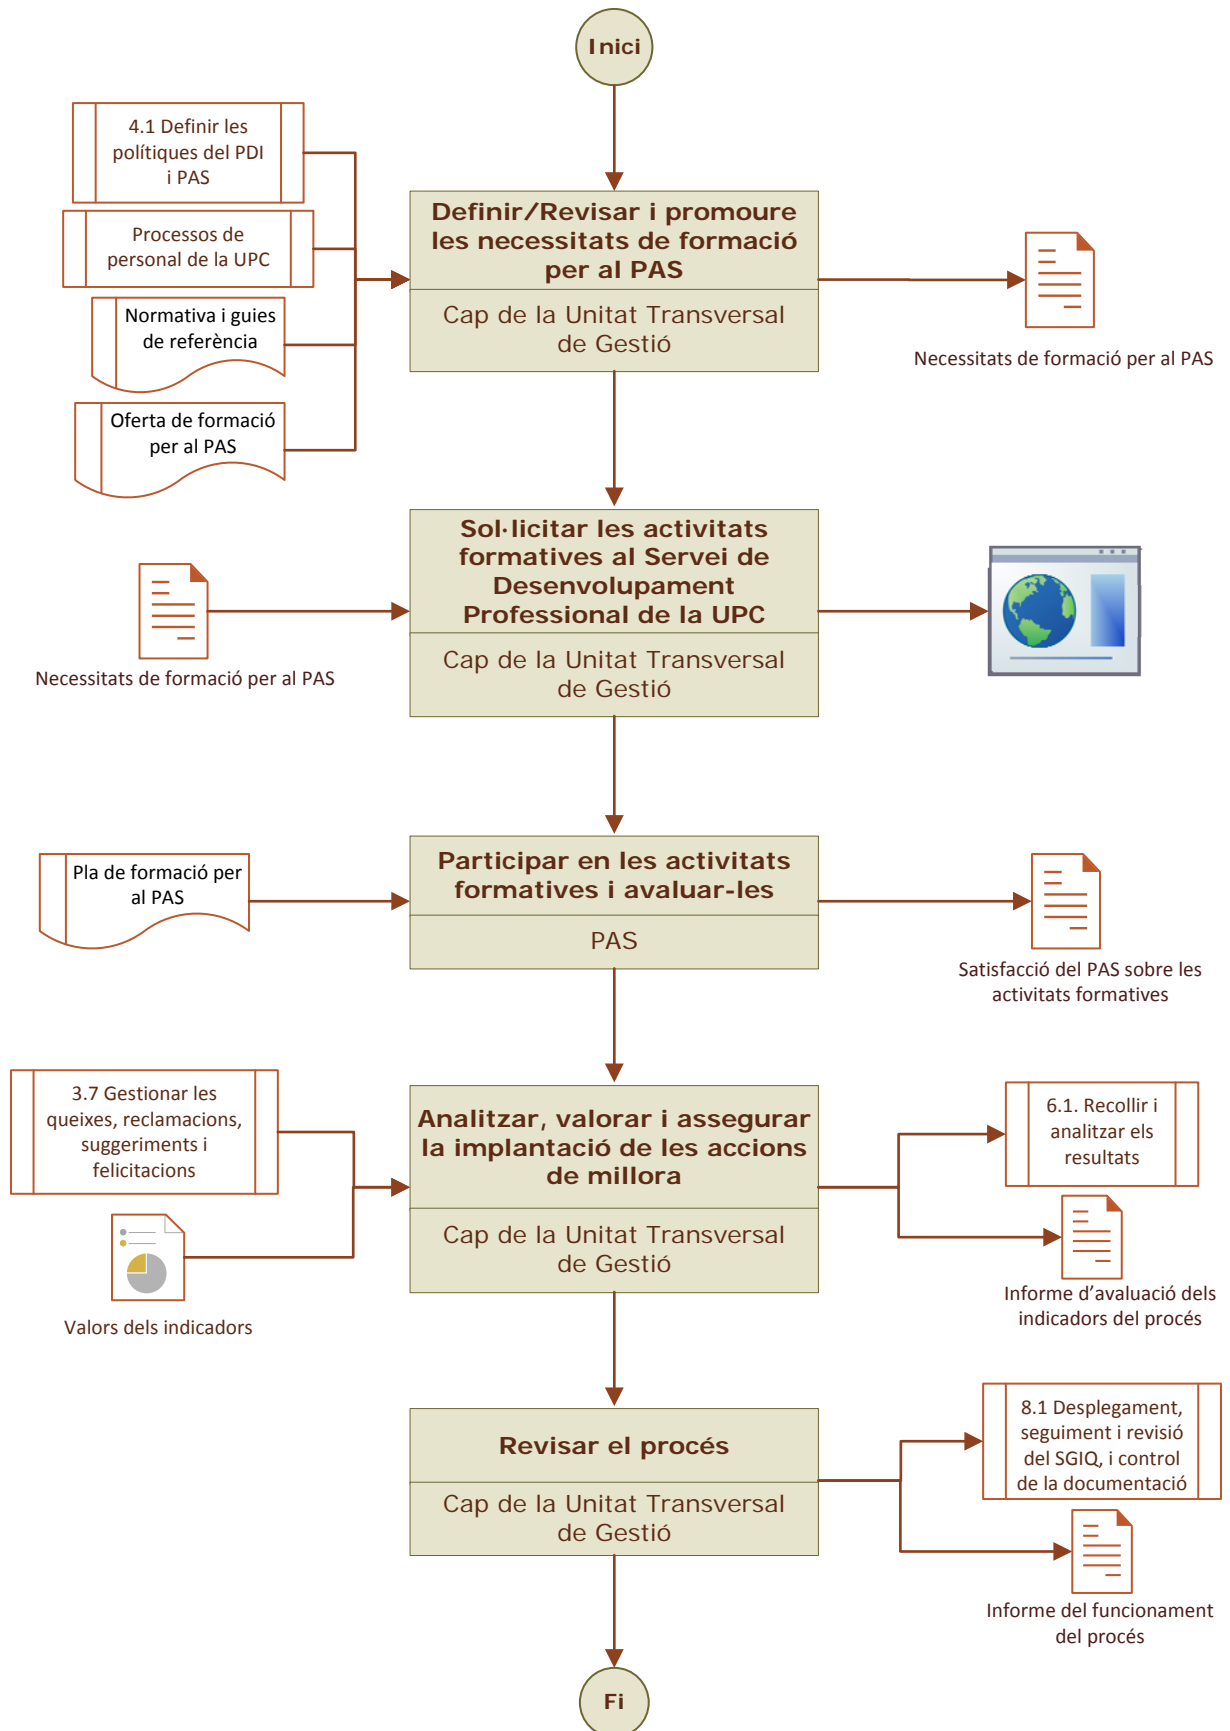 Inici
4.1 Definir les
polítiques del PDI
i PAS
Processos de
personal de la UPC
Normativa i guies
de referència
Oferta de formació
per al PAS
Definir/Revisar i promoure
les necessitats de formació
per al PAS
Cap de la Unitat Transversal
de Gestió
Necessitats de formació per al PAS
Necessitats de formació per al PAS
Sol·licitar les activitats
formatives al Servei de
Desenvolupament
Professional de la UPC
Cap de la Unitat Transversal
de Gestió
Pla de formació per
al PAS
Participar en les activitats
formatives i avaluar-les
PAS
Satisfacció del PAS sobre les
activitats formatives
3.7 Gestionar les
queixes, reclamacions,
suggeriments i
felicitacions
Valors dels indicadors
Analitzar, valorar i assegurar
la implantació de les accions
de millora
Cap de la Unitat Transversal
de Gestió
6.1. Recollir i
analitzar els
resultats
Informe d’avaluació dels
indicadors del procés
Revisar el procés
Cap de la Unitat Transversal
de Gestió
8.1 Desplegament,
seguiment i revisió
del SGIQ, i control
de la documentació
Informe del funcionament
del procés
Fi